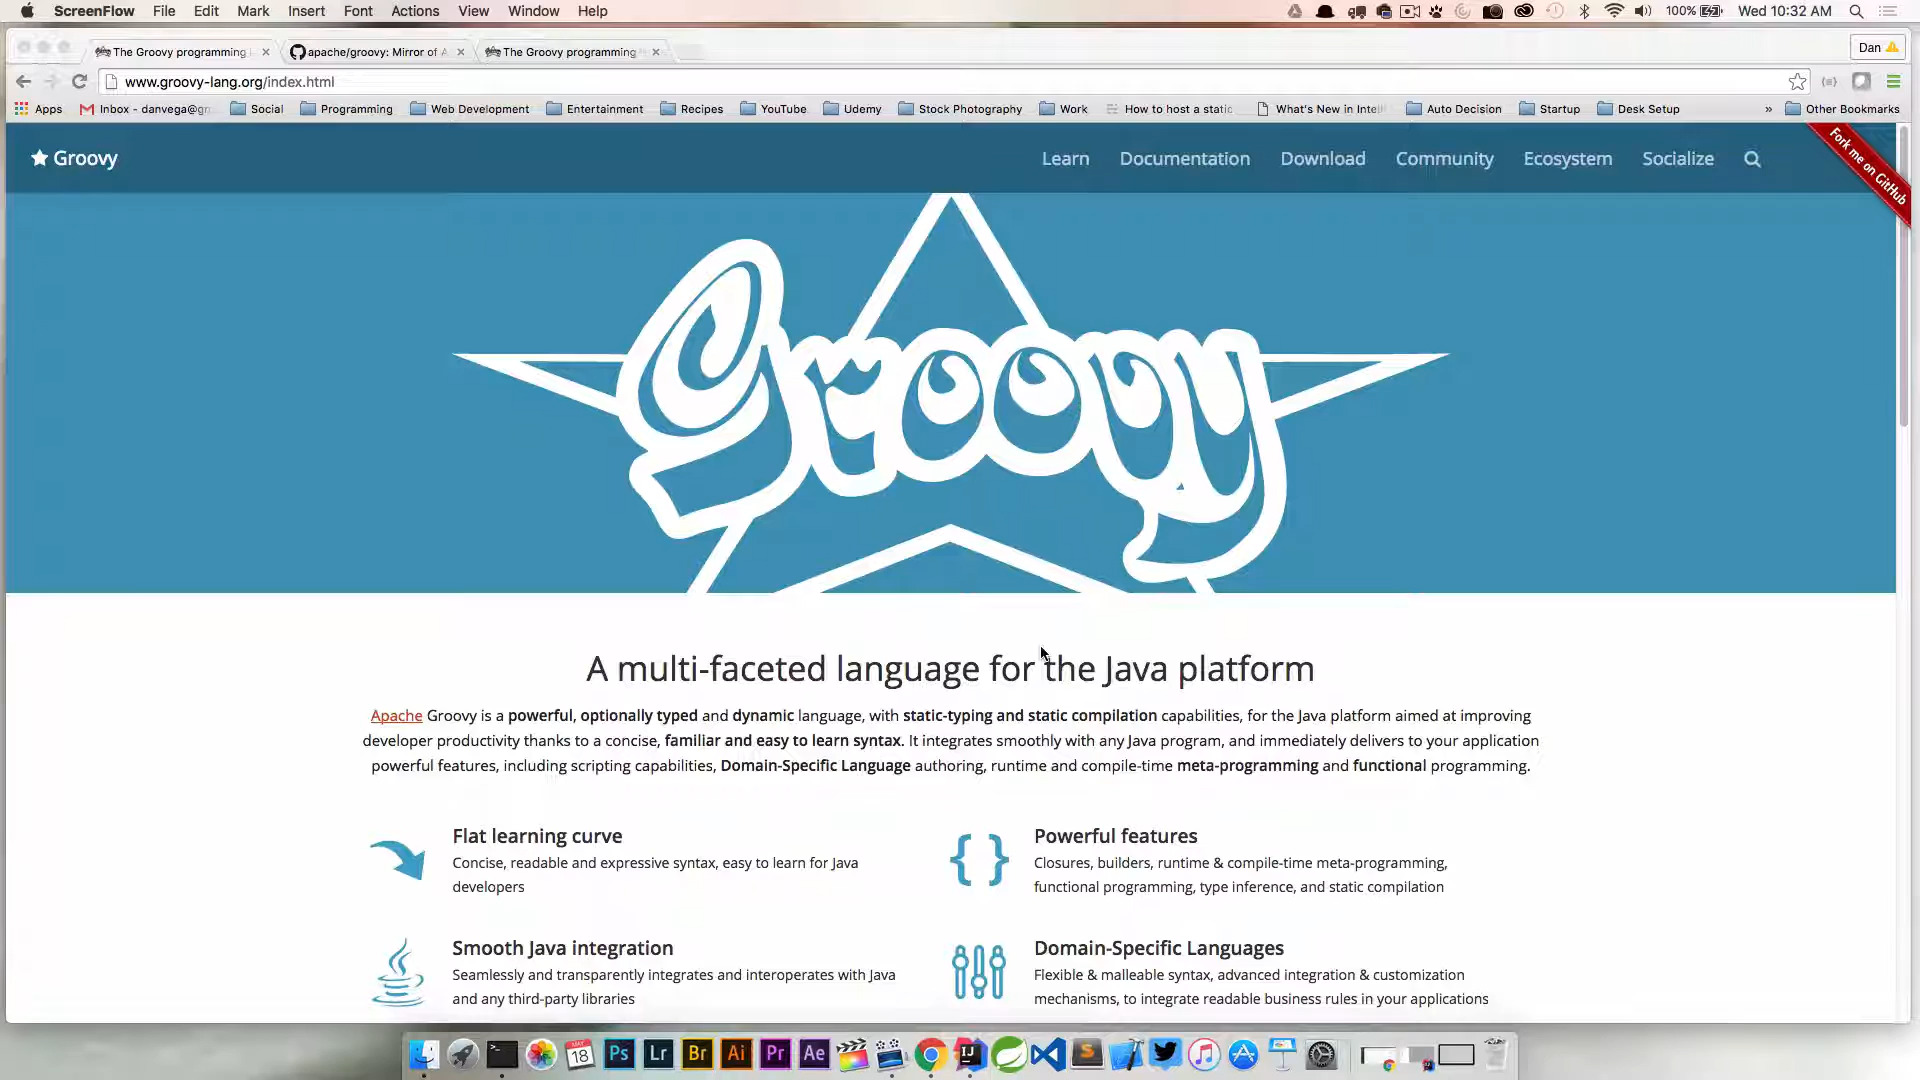 ScreenFlow File Edit Mark Insert Font Actions View Window Help 100% Wed 10:32 AM
The Groovy programming apache/groovy: Mirror of A The Groovy programming Dan
www.groovy-lang.org/index.html
Apps Inbox - danvega@gm Social Programming Web Development Entertainment Recipes YouTube Udemy Stock Photography Work How to host a static What's New in Intelli Auto Decision Startup Desk Setup » Other Bookmarks
Groovy Learn Documentation Download Community Ecosystem Socialize
Fork me on GitHub
Groovy
A multi-faceted language for the Java platform
Apache Groovy is a powerful, optionally typed and dynamic language, with static-typing and static compilation capabilities, for the Java platform aimed at improving
developer productivity thanks to a concise, familiar and easy to learn syntax. It integrates smoothly with any Java program, and immediately delivers to your application
powerful features, including scripting capabilities, Domain-Specific Language authoring, runtime and compile-time meta-programming and functional programming.
Flat learning curve
Concise, readable and expressive syntax, easy to learn for Java
developers
Powerful features
Closures, builders, runtime & compile-time meta-programming,
functional programming, type inference, and static compilation
Smooth Java integration
Seamlessly and transparently integrates and interoperates with Java
and any third-party libraries
Domain-Specific Languages
Flexible & malleable syntax, advanced integration & customization
mechanisms, to integrate readable business rules in your applications
18 Ps Lr Br Ai Pr Ae IJ